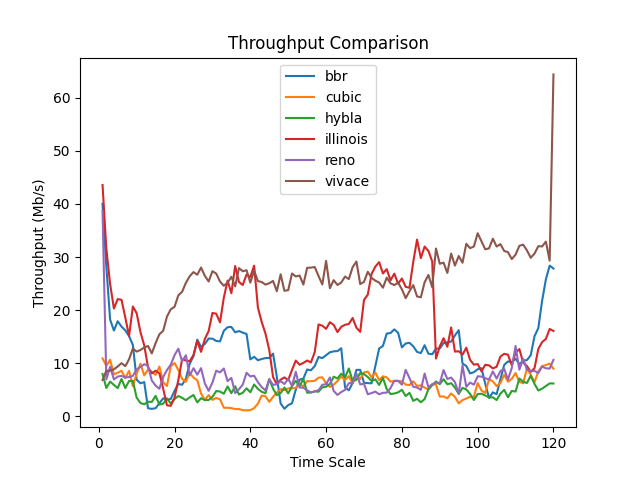 Throughput Comparison
bbr
cubic
hybla
illinois
reno
vivace
Throughput (Mb/s)
60
50
40
30
20
10
0
0 20 40 60 80 100 120
Time Scale